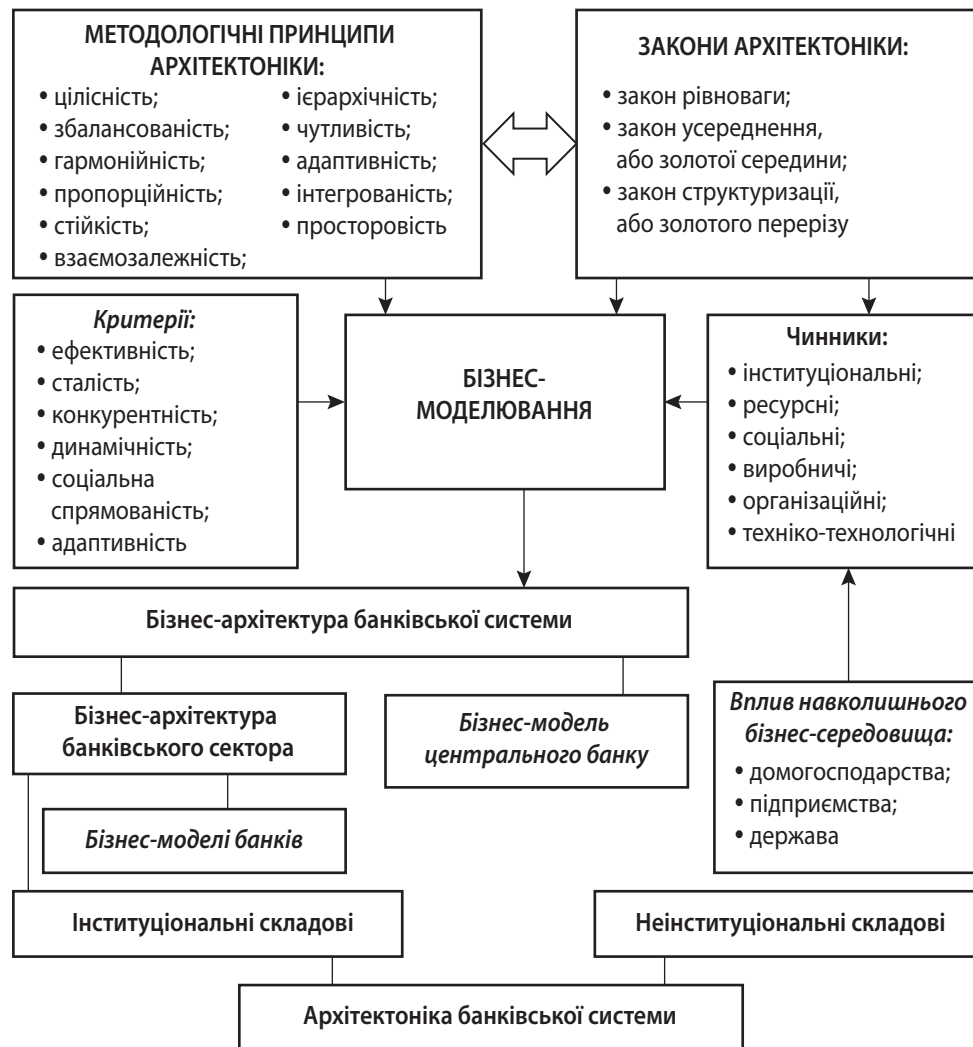 МЕТОДОЛОГІЧНІ ПРИНЦИПИ
АРХІТЕКТОНІКИ:
• цілісність;
• збалансованість;
• гармонійність;
• пропорційність;
• стійкість;
• взаємозалежність;
• ієрархічність;
• чутливість;
• адаптивність;
• інтегрованість;
• просторовість
ЗАКОНИ АРХІТЕКТОНІКИ:
• закон рівноваги;
• закон усереднення,
або золотої середини;
• закон структуризації,
або золотого перерізу
Критерії:
• ефективність;
• сталість;
• конкурентність;
• динамічність;
• соціальна
спрямованість;
• адаптивність
БІЗНЕС-
МОДЕЛЮВАННЯ
Чинники:
• інституціональні;
• ресурсні;
• соціальні;
• виробничі;
• організаційні;
• техніко-технологічні
Бізнес-архітектура банківської системи
Бізнес-архітектура
банківського сектора
Бізнес-модель
центрального банку
Вплив навколишнього
бізнес-середовища:
• домогосподарства;
• підприємства;
• держава
Бізнес-моделі банків
Інституціональні складові
Неінституціональні складові
Архітектоніка банківської системи